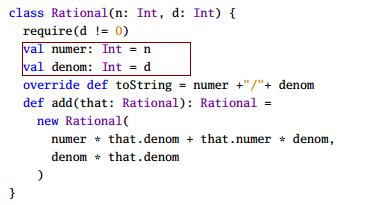 class Rational(n: Int, d: Int) {
  require(d != 0)
  val numer: Int = n
  val denom: Int = d
  override def toString = numer +"/"+ denom
  def add(that: Rational): Rational =
    new Rational(
      numer * that.denom + that.numer * denom,
      denom * that.denom
    )
}